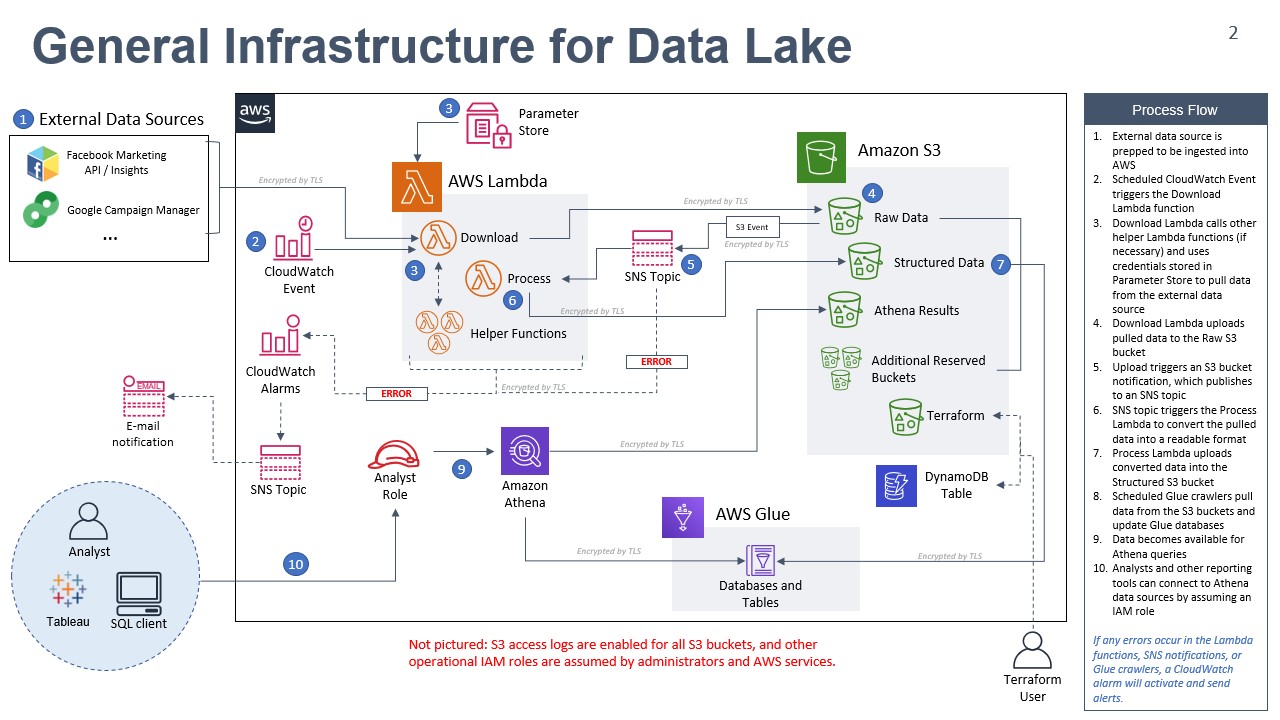 General Infrastructure for Data Lake
2
aws
1 External Data Sources
Facebook Marketing
API / Insights
Google Campaign Manager
...
Encrypted by TLS
3
Parameter
Store
AWS Lambda
Download
3
Process
6
Helper Functions
2
CloudWatch
Event
CloudWatch
Alarms
EMAIL
E-mail
notification
SNS Topic
ERROR
Encrypted by TLS
ERROR
SNS Topic
5
Encrypted by TLS
S3 Event
Encrypted by TLS
Encrypted by TLS
Amazon S3
4
Raw Data
Structured Data
7
Athena Results
Additional Reserved
Buckets
Terraform
DynamoDB
Table
Analyst
Role
9
Amazon
Athena
Encrypted by TLS
AWS Glue
Encrypted by TLS
Encrypted by TLS
Databases and
Tables
10
Analyst
Tableau
SQL client
Not pictured: S3 access logs are enabled for all S3 buckets, and other
operational IAM roles are assumed by administrators and AWS services.
Terraform
User
Process Flow
1. External data source is
prepped to be ingested into
AWS
2. Scheduled CloudWatch Event
triggers the Download
Lambda function
3. Download Lambda calls other
helper Lambda functions (if
necessary) and uses
credentials stored in
Parameter Store to pull data
from the external data
source
4. Download Lambda uploads
pulled data to the Raw S3
bucket
5. Upload triggers an S3 bucket
notification, which publishes
to an SNS topic
6. SNS topic triggers the Process
Lambda to convert the pulled
data into a readable format
7. Process Lambda uploads
converted data into the
Structured S3 bucket
8. Scheduled Glue crawlers pull
data from the S3 buckets and
update Glue databases
9. Data becomes available for
Athena queries
10. Analysts and other reporting
tools can connect to Athena
data sources by assuming an
IAM role
If any errors occur in the Lambda
functions, SNS notifications, or
Glue crawlers, a CloudWatch
alarm will activate and send
alerts.